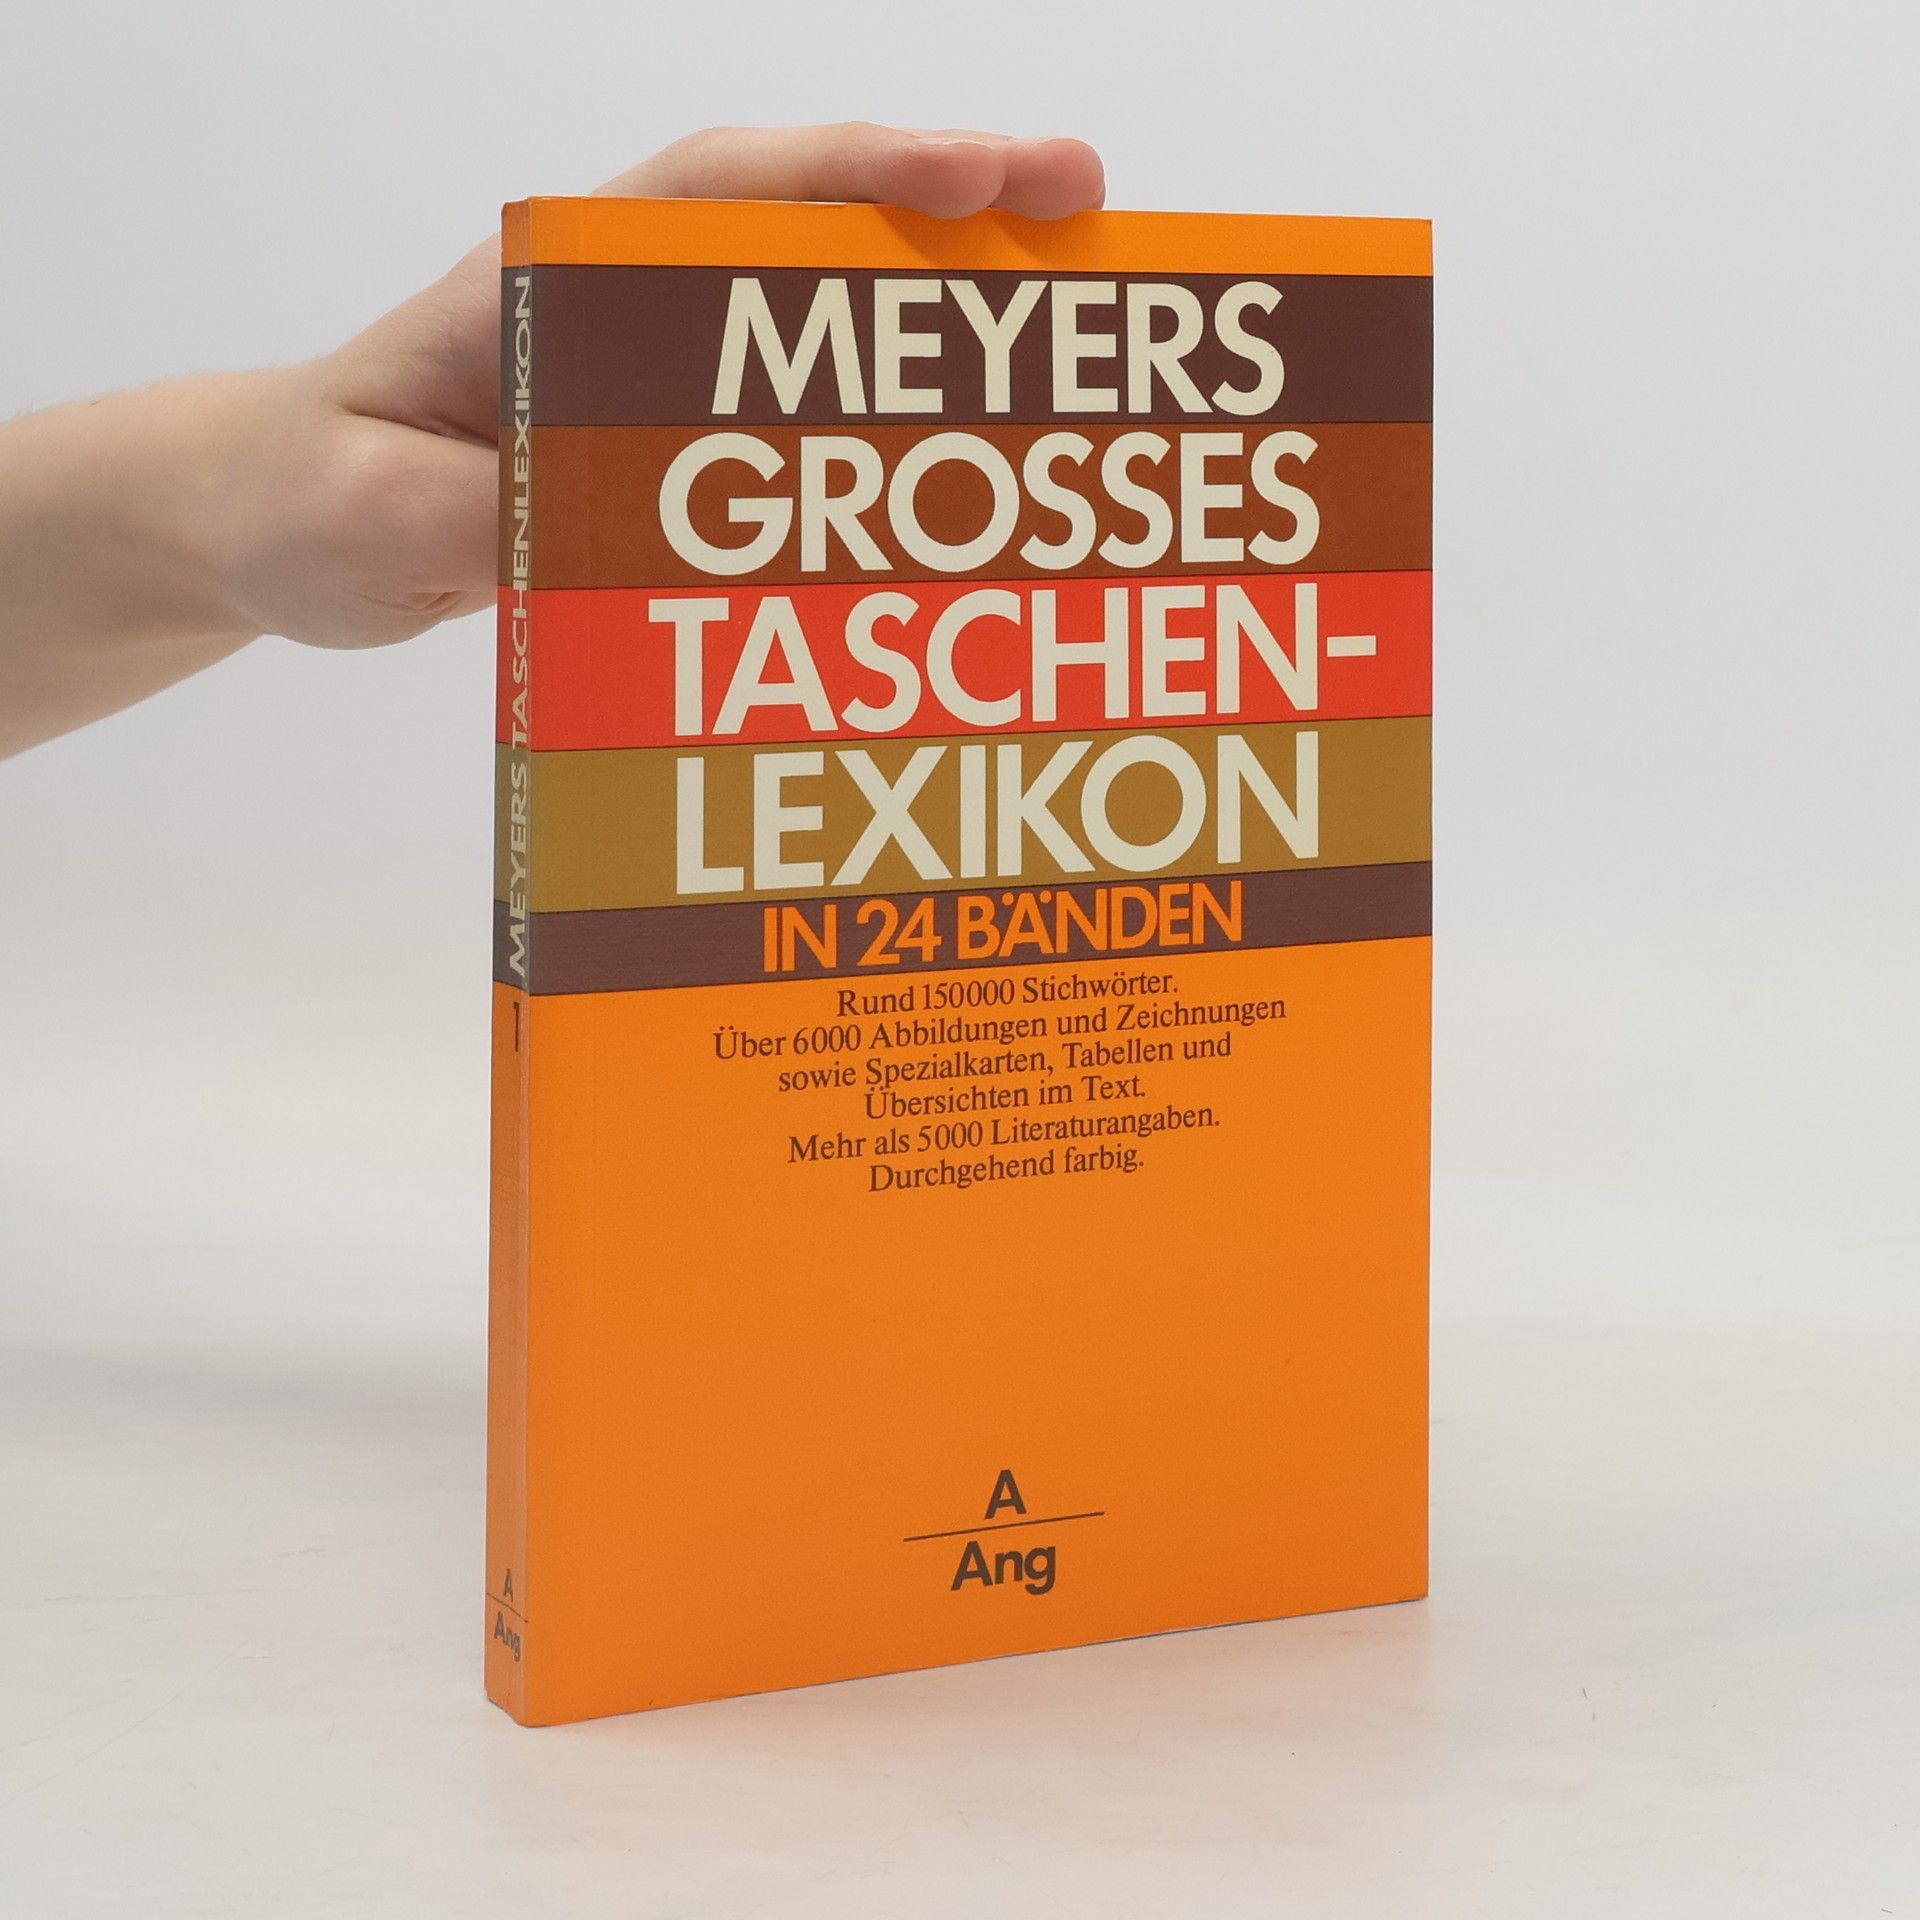 MEYERS
GROSSES
TASCHEN-
LEXIKON
IN 24 BÄNDEN
Rund 150000 Stichwörter.
Über 6000 Abbildungen und Zeichnungen
sowie Spezialkarten, Tabellen und
Übersichten im Text.
Mehr als 5000 Literaturangaben.
Durchgehend farbig.
A
Ang
MEYERS TASCHENLEXIKON
1
A
Ang